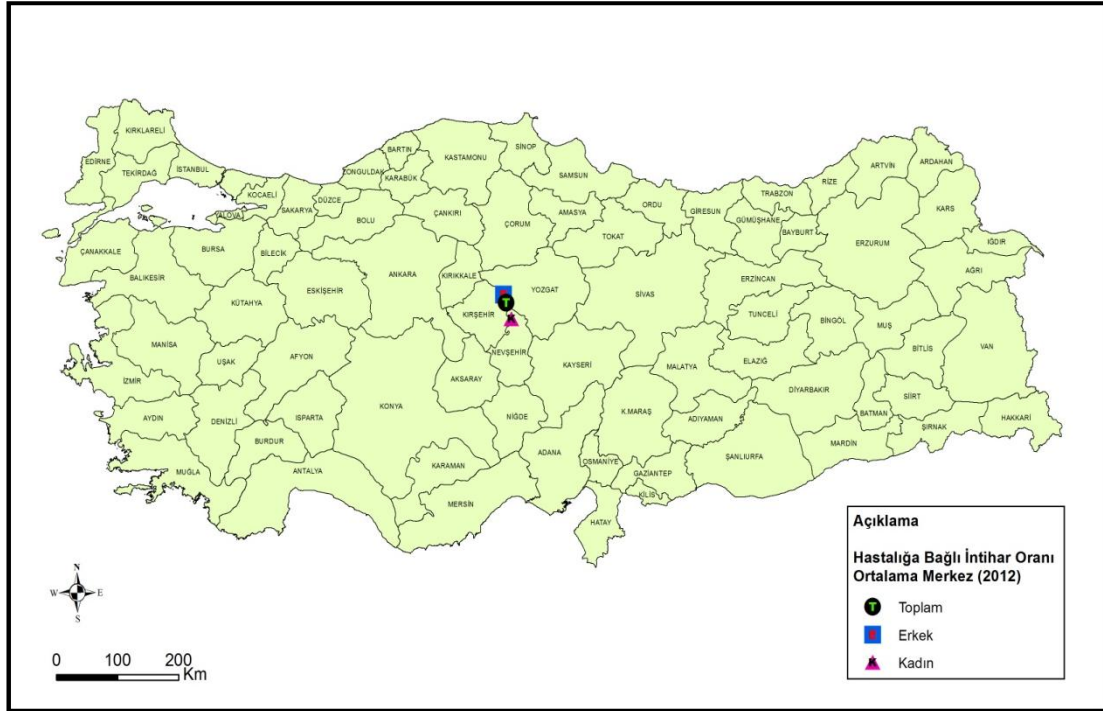 KIRKLARELİ
EDİRNE
TEKİRDAĞ
İSTANBUL
KOCAELİ
YALOVA
SAKARYA
DÜZCE
ZONGULDAK
BARTIN
KARABÜK
KASTAMONU
SİNOP
SAMSUN
BOLU
ÇANKIRI
ÇORUM
AMASYA
ORDU
TOKAT
GİRESUN
TRABZON
GÜMÜŞHANE
BAYBURT
RİZE
ARTVİN
ARDAHAN
KARS
IĞDIR
ERZURUM
AĞRI
ÇANAKKALE
BALIKESİR
BURSA
BİLECİK
ESKİŞEHİR
ANKARA
KIRIKKALE
YOZGAT
SİVAS
ERZİNCAN
TUNCELİ
BİNGÖL
MUŞ
BİTLİS
VAN
KÜTAHYA
KIRŞEHİR
T
K
NEVŞEHİR
MANİSA
UŞAK
AFYON
AKSARAY
KAYSERİ
MALATYA
ELAZIĞ
DİYARBAKIR
SİİRT
BATMAN
ŞIRNAK
HAKKARİ
İZMİR
AYDIN
DENİZLİ
ISPARTA
BURDUR
KONYA
NİĞDE
K.MARAŞ
ADIYAMAN
MARDİN
ŞANLIURFA
MUĞLA
ANTALYA
KARAMAN
MERSİN
ADANA
OSMANİYE
GAZİANTEP
KİLİS
HATAY
N
W E
S
0 100 200
Km
Açıklama
Hastalığa Bağlı İntihar Oranı
Ortalama Merkez (2012)
T Toplam
Erkek
K Kadın